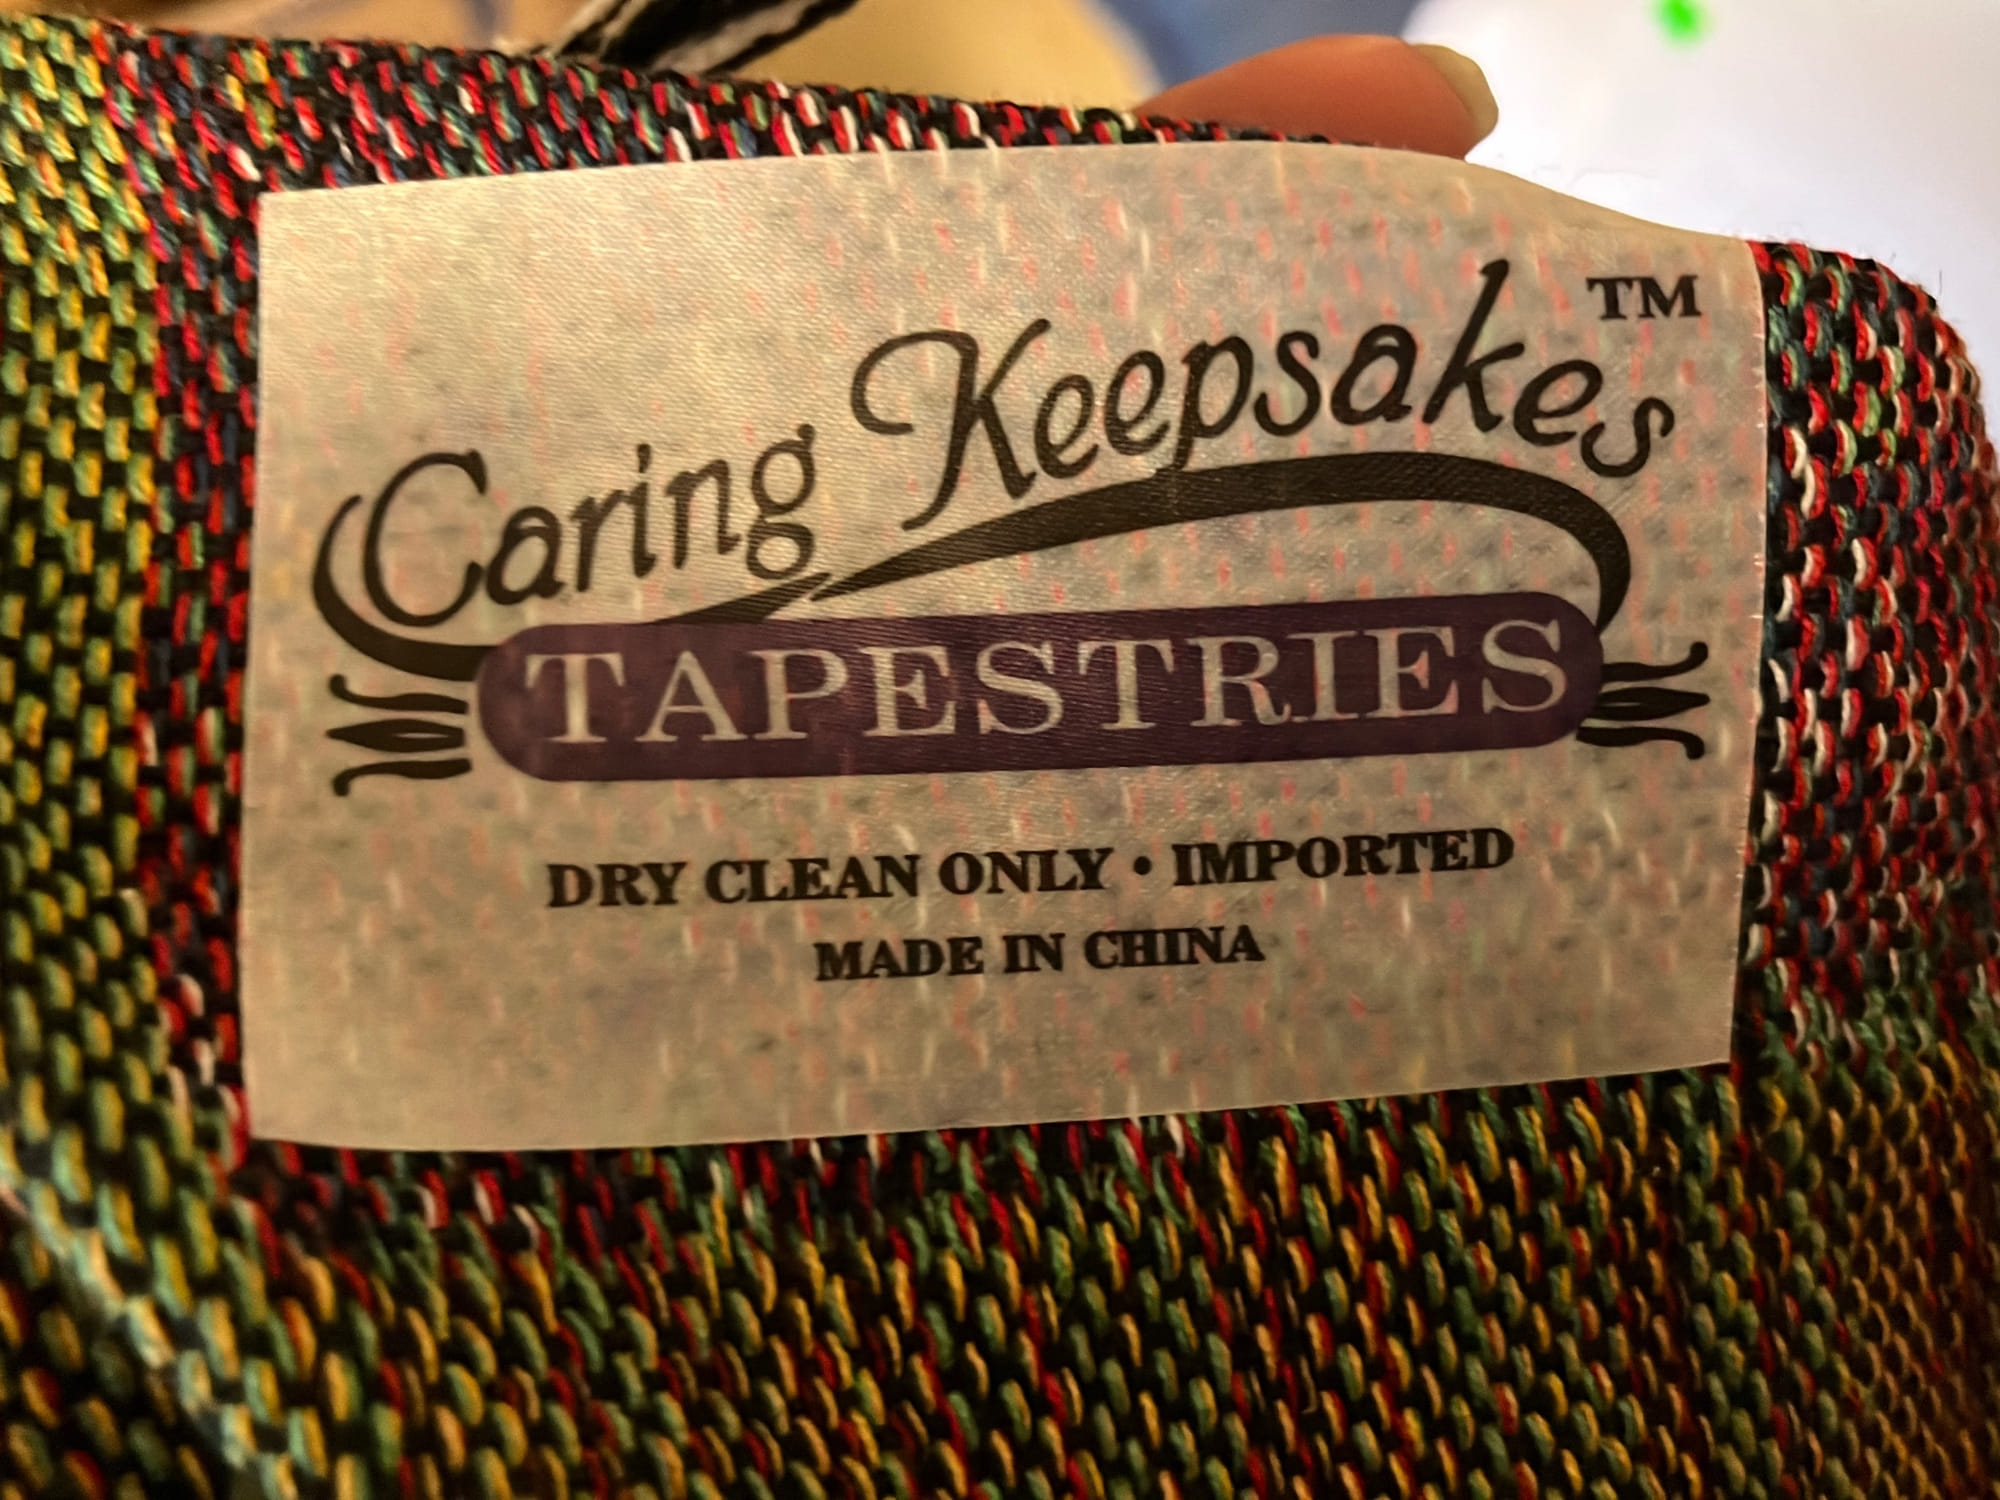 Caring Keepsakes™
TAPESTRIES
DRY CLEAN ONLY • IMPORTED
MADE IN CHINA